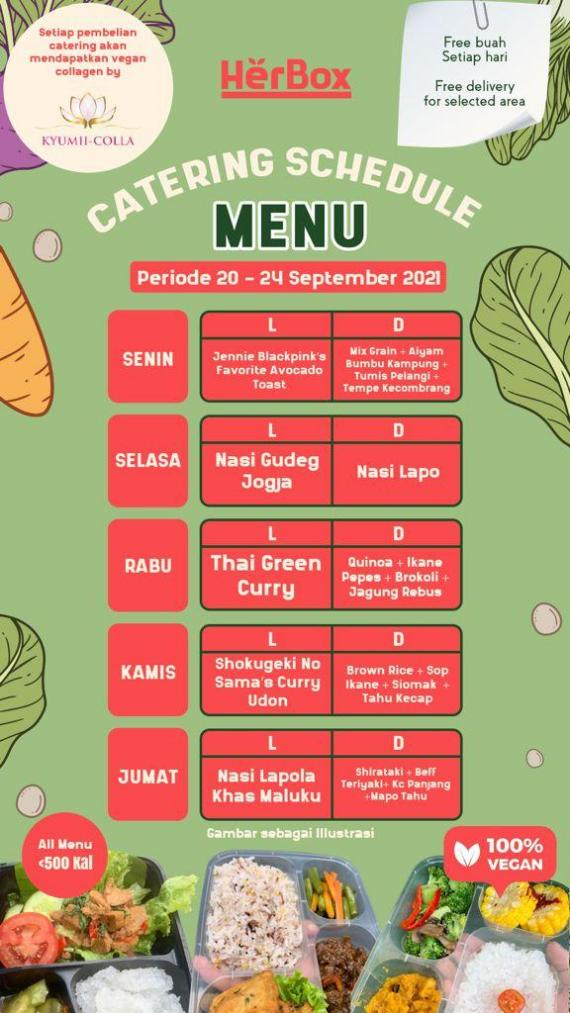 Setiap pembelian
catering akan
mendapatkan vegan
collagen by
KYUMII-COLLA
HĕrBox
Free buah
Setiap hari
Free delivery
for selected area
CATERING SCHEDULE
MENU
Periode 20 - 24 September 2021
SENIN
L
D
Jennie Blackpink's
Favorite Avocado
Toast
Mix Grain + Aiyam
Bumbu Kampung +
Tumis Pelangi +
Tempe Kecombrang
SELASA
L
D
Nasi Gudeg
Jogja
Nasi Lapo
RABU
L
D
Thai Green
Curry
Quinoa + Ikane
Pepes + Brokoli +
Jagung Rebus
KAMIS
L
D
Shokugeki No
Sama's Curry
Udon
Brown Rice + Sop
Ikane + Siomak +
Tahu Kecap
JUMAT
L
D
Nasi Lapola
Khas Maluku
Shirataki + Beff
Teriyaki+ Kc Panjang
+Mapo Tahu
Gambar sebagai Illustrasi
All Menu
<500 Kal
100%
VEGAN